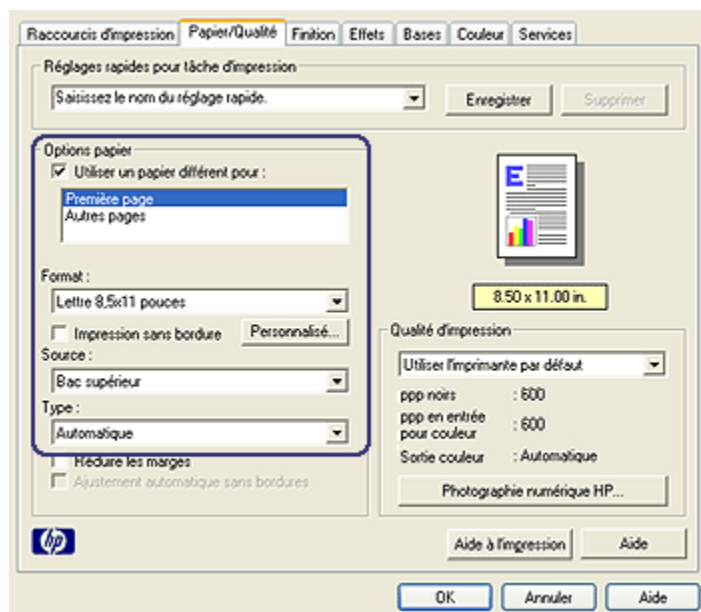 Raccourcis d'impression Papier/Qualité Finition Effets Bases Couleur Services
Réglages rapides pour tâche d'impression
Saisissez le nom du réglage rapide. Enregistrer Supprimer
Options papier
Utiliser un papier différent pour :
Première page
Autres pages
E
Format :
Lettre 8,5x11 pouces
8.50 x 11.00 in.
Impression sans bordure Personnalisé...
Source :
Bac supérieur
Type :
Automatique
Réduire les marges
Ajustement automatique sans bordures
Qualité d'impression
Utiliser l'imprimante par défaut
ppp noirs : 600
ppp en entrée
pour couleur : 600
Sortie couleur : Automatique
Photographie numérique HP...
hp
Aide à l'impression Aide
OK Annuler Aide